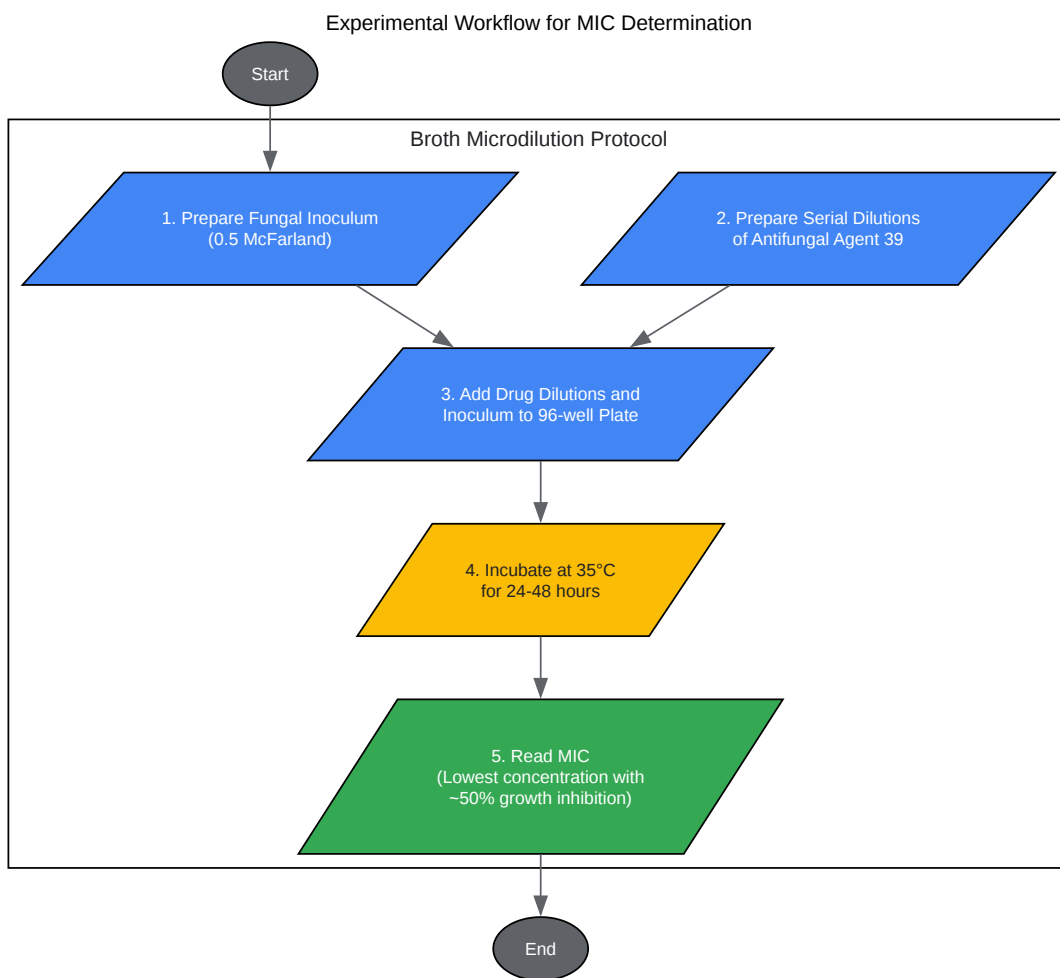 Experimental Workflow for MIC Determination
Start
Broth Microdilution Protocol
1. Prepare Fungal Inoculum
(0.5 McFarland)
2. Prepare Serial Dilutions
of Antifungal Agent 39
3. Add Drug Dilutions and
Inoculum to 96-well Plate
4. Incubate at 35°C
for 24-48 hours
5. Read MIC
(Lowest concentration with
~50% growth inhibition)
End